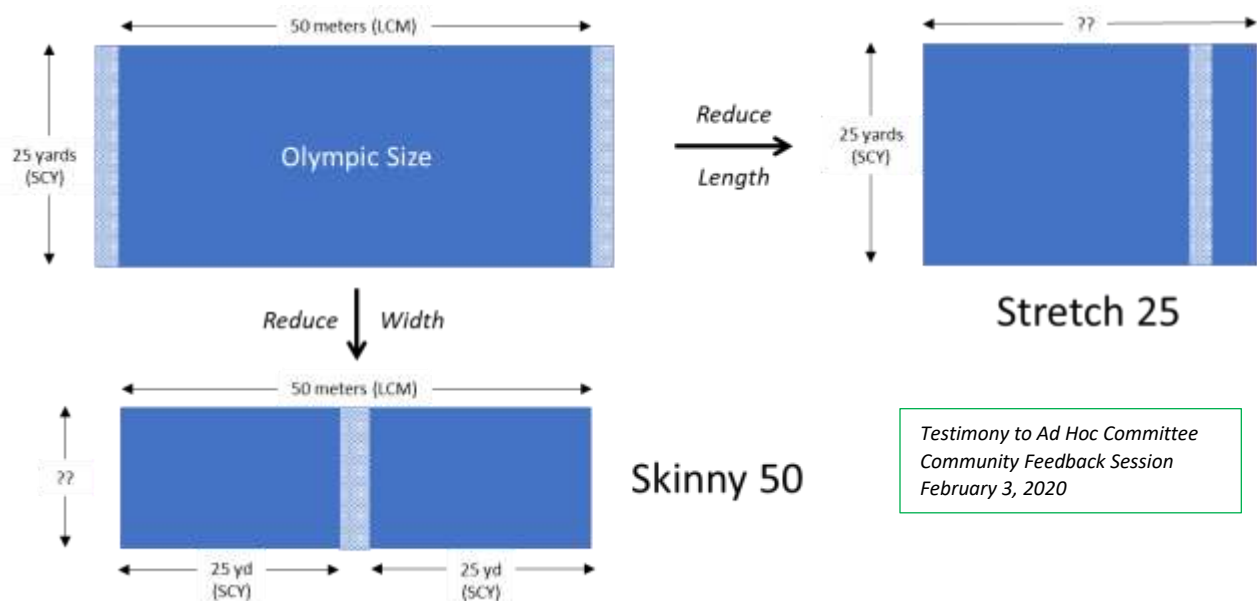 50 meters (LCM)
25 yards
(SCY)
Olympic Size
Reduce
Length
??
25 yards
(SCY)
Stretch 25
Reduce Width
50 meters (LCM)
??
25 yd
(SCY)
25 yd
(SCY)
Skinny 50
Testimony to Ad Hoc Committee
Community Feedback Session
February 3, 2020